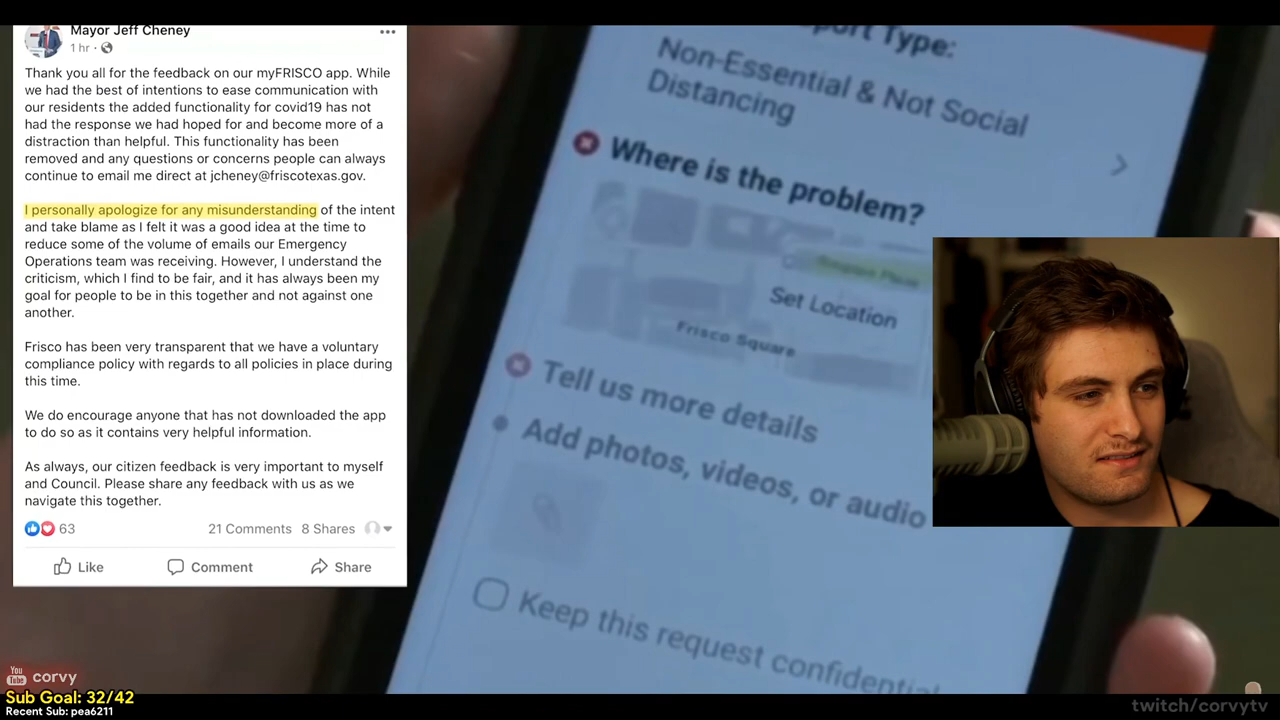 Mayor Jeff Cheney
1 hr ·
Thank you all for the feedback on our myFRISCO app. While
we had the best of intentions to ease communication with
our residents the added functionality for covid19 has not
had the response we had hoped for and become more of a
distraction than helpful. This functionality has been
removed and any questions or concerns people can always
continue to email me direct at jcheney@friscotexas.gov.
I personally apologize for any misunderstanding of the intent
and take blame as I felt it was a good idea at the time to
reduce some of the volume of emails our Emergency
Operations team was receiving. However, I understand the
criticism, which I find to be fair, and it has always been my
goal for people to be in this together and not against one
another.
Frisco has been very transparent that we have a voluntary
compliance policy with regards to all policies in place during
this time.
We do encourage anyone that has not downloaded the app
to do so as it contains very helpful information.
As always, our citizen feedback is very important to myself
and Council. Please share any feedback with us as we
navigate this together.
63 21 Comments 8 Shares
Like Comment Share
Type:
Non-Essential & Not Social
Distancing
Where is the problem?
Set Location
Frisco Square
Tell us more details
Add photos, videos, or audio
Keep this request confidential
You Tube corvy
Sub Goal: 32/42
Recent Sub: pea6211
twitch/corvytv